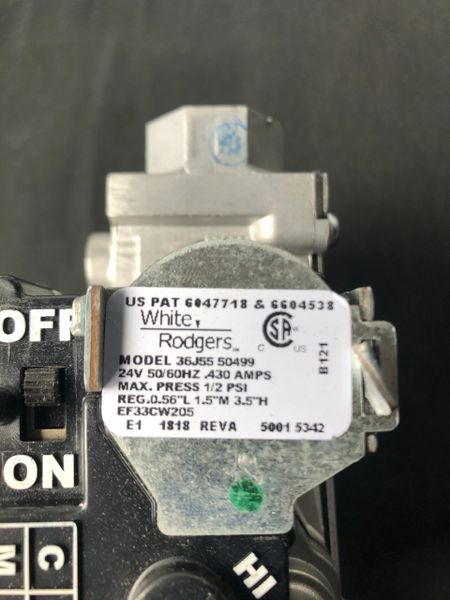 US PAT 6047718 & 6604538
OFF
White
Rodgers
C US
B121
MODEL 36J55 50499
24V 50/60HZ .430 AMPS
MAX. PRESS 1/2 PSI
REG.0.56"L 1.5"M 3.5"H
EF33CW205
E1 1818 REVA 5001 5342
ON
C
M
HI